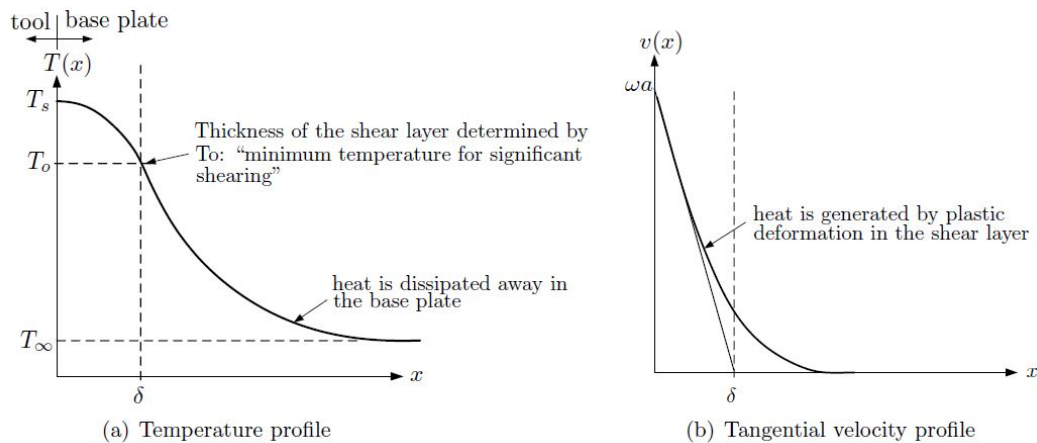 tool base plate
T(x)
T_s
T_o
T_∞
Thickness of the shear layer determined by
To: “minimum temperature for significant
shearing”
heat is dissipated away in
the base plate
x
δ
(a) Temperature profile
v(x)
ωa
heat is generated by plastic
deformation in the shear layer
x
δ
(b) Tangential velocity profile